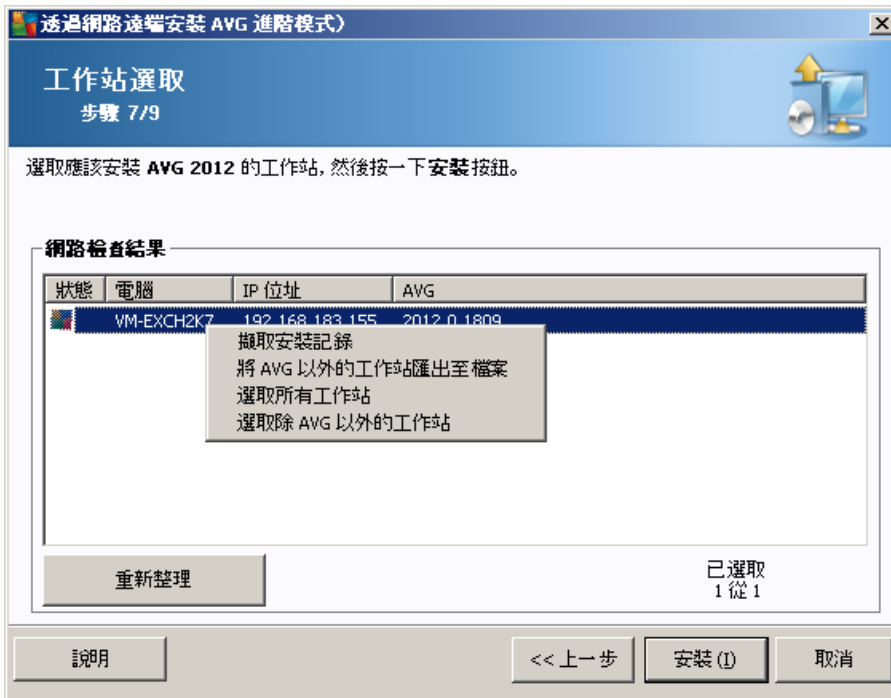 透過網路遠端安裝 AVG 進階模式)
工作站選取
步驟 7/9
選取應該安裝 AVG 2012 的工作站, 然後按一下安裝按鈕。
網路檢查結果
狀態 電腦 IP 位址 AVG
VM-EXCH2K7 192.168.183.155 2012.0.1809
擷取安裝記錄
將 AVG 以外的工作站匯出至檔案
選取所有工作站
選取除 AVG 以外的工作站
重新整理
已選取
1 從 1
說明 << 上一步 安裝 (I) 取消